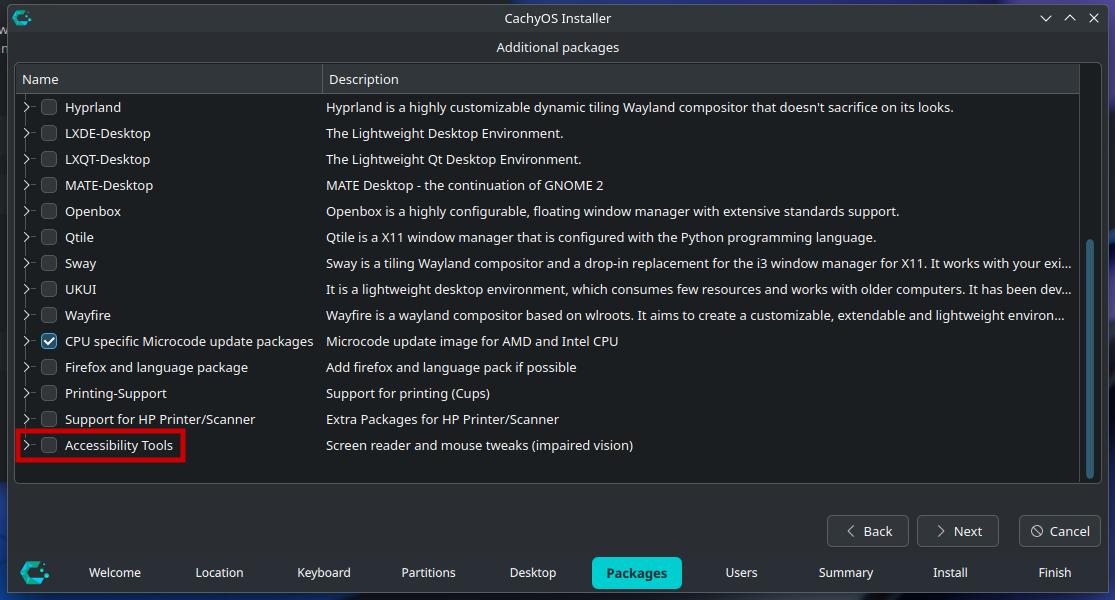 CachyOS Installer
Additional packages
Name Description
Hyprland Hyprland is a highly customizable dynamic tiling Wayland compositor that doesn't sacrifice on its looks.
LXDE-Desktop The Lightweight Desktop Environment.
LXQT-Desktop The Lightweight Qt Desktop Environment.
MATE-Desktop MATE Desktop - the continuation of GNOME 2
Openbox Openbox is a highly configurable, floating window manager with extensive standards support.
Qtile Qtile is a X11 window manager that is configured with the Python programming language.
Sway Sway is a tiling Wayland compositor and a drop-in replacement for the i3 window manager for X11. It works with your exi...
UKUI It is a lightweight desktop environment, which consumes few resources and works with older computers. It has been dev...
Wayfire Wayfire is a wayland compositor based on wlroots. It aims to create a customizable, extendable and lightweight environ...
CPU specific Microcode update packages Microcode update image for AMD and Intel CPU
Firefox and language package Add firefox and language pack if possible
Printing-Support Support for printing (Cups)
Support for HP Printer/Scanner Extra Packages for HP Printer/Scanner
Accessibility Tools Screen reader and mouse tweaks (impaired vision)
Back Next Cancel
Welcome Location Keyboard Partitions Desktop Packages Users Summary Install Finish